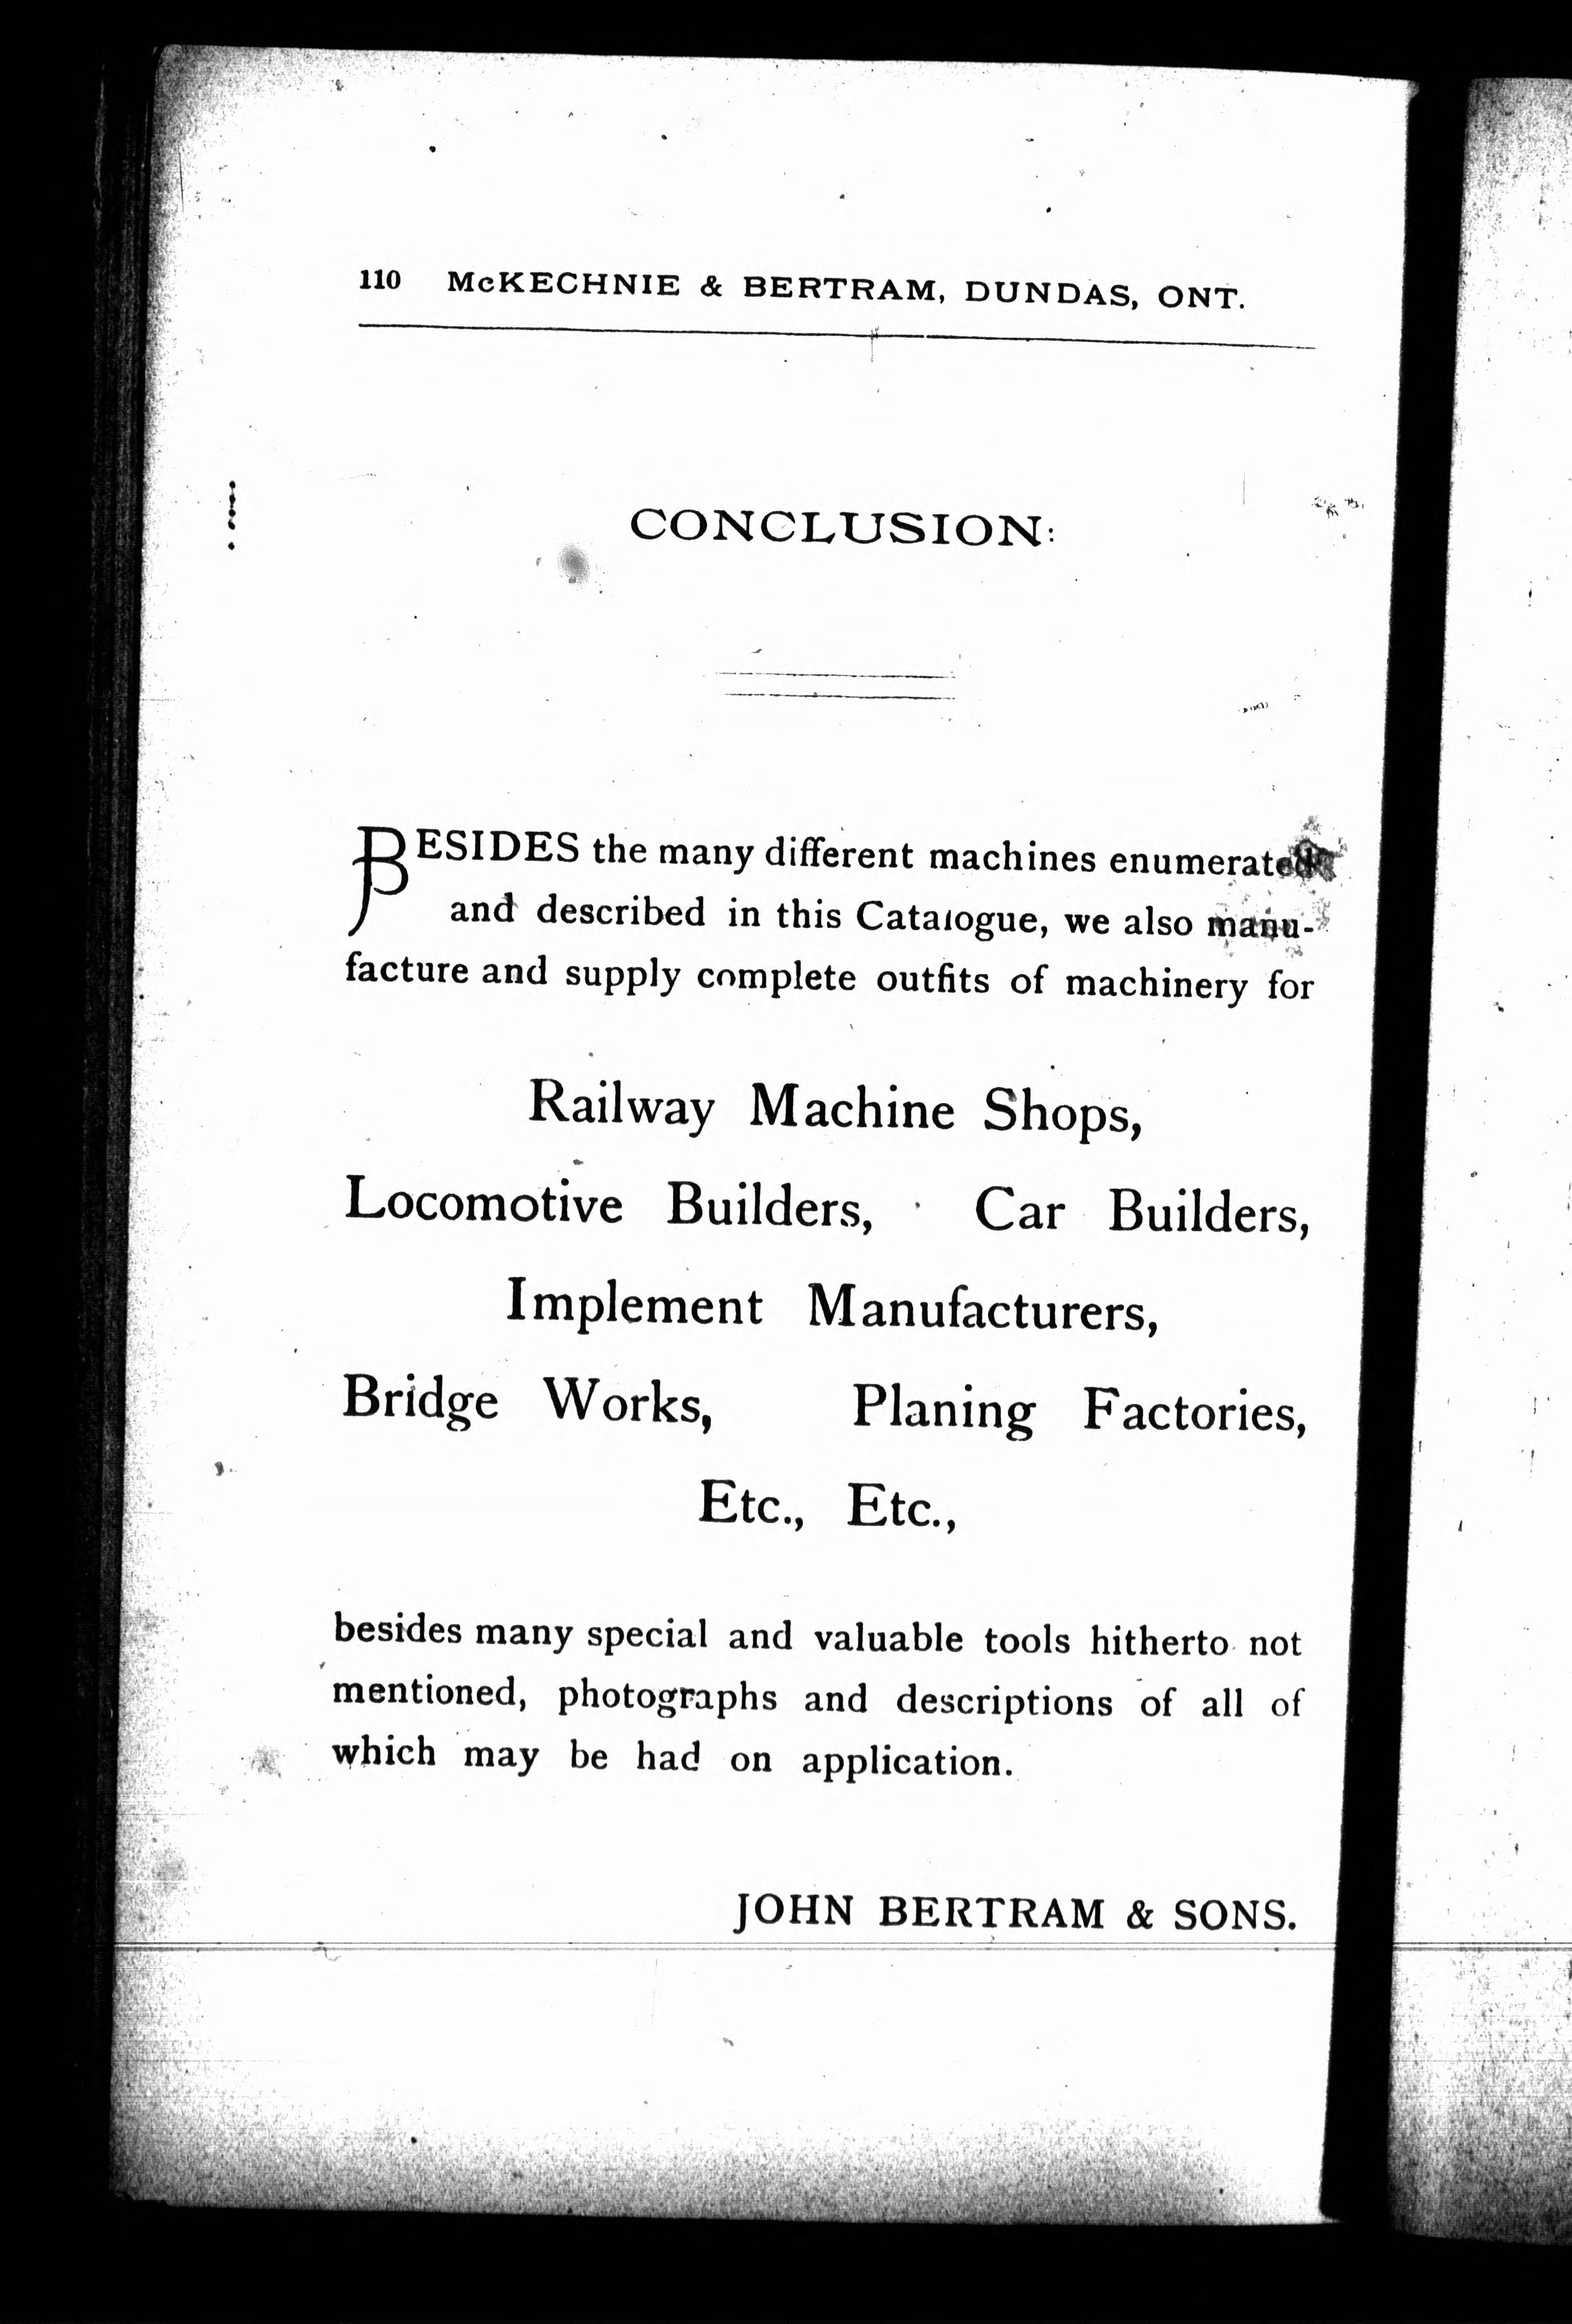 110 McKECHNIE & BERTRAM, DUNDAS, ONT.
CONCLUSION:
BESIDES the many different machines enumerated
and described in this Catalogue, we also manu-
facture and supply complete outfits of machinery for
Railway Machine Shops,
Locomotive Builders, Car Builders,
Implement Manufacturers,
Bridge Works, Planing Factories,
Etc., Etc.,
besides many special and valuable tools hitherto not
mentioned, photographs and descriptions of all of
which may be had on application.
JOHN BERTRAM & SONS.